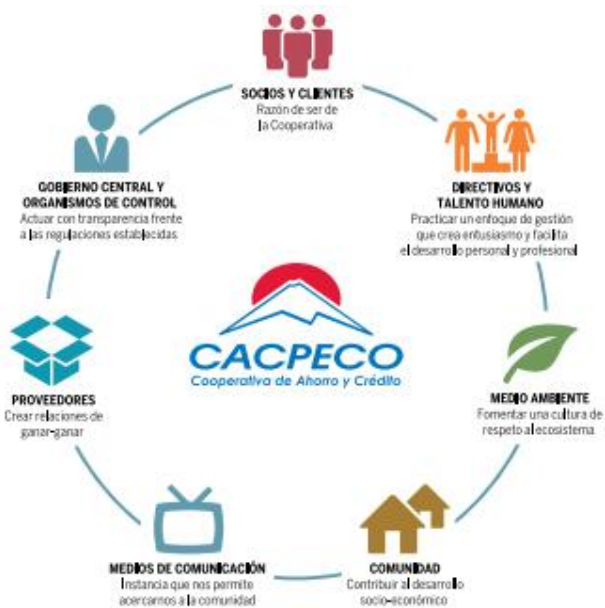 SOCIOS Y CLIENTES
Razón de ser de
la Cooperativa
DIRECTIVOS Y
TALENTO HUMANO
Practicar un enfoque de gestión
que crea entusiasmo y facilita
el desarrollo personal y profesional
MEDIO AMBIENTE
Fomentar una cultura de
respeto al ecosistema
COMUNIDAD
Contribuir al desarrollo
socio-económico
MEDIOS DE COMUNICACIÓN
Instancia que nos permite
acercarnos a la comunidad
PROVEEDORES
Crear relaciones de
ganar-ganar
GOBIERNO CENTRAL Y
ORGANISMOS DE CONTROL
Actuar con transparencia frente
a las regulaciones establecidas
CACPECO
Cooperativa de Ahorro y Crédito